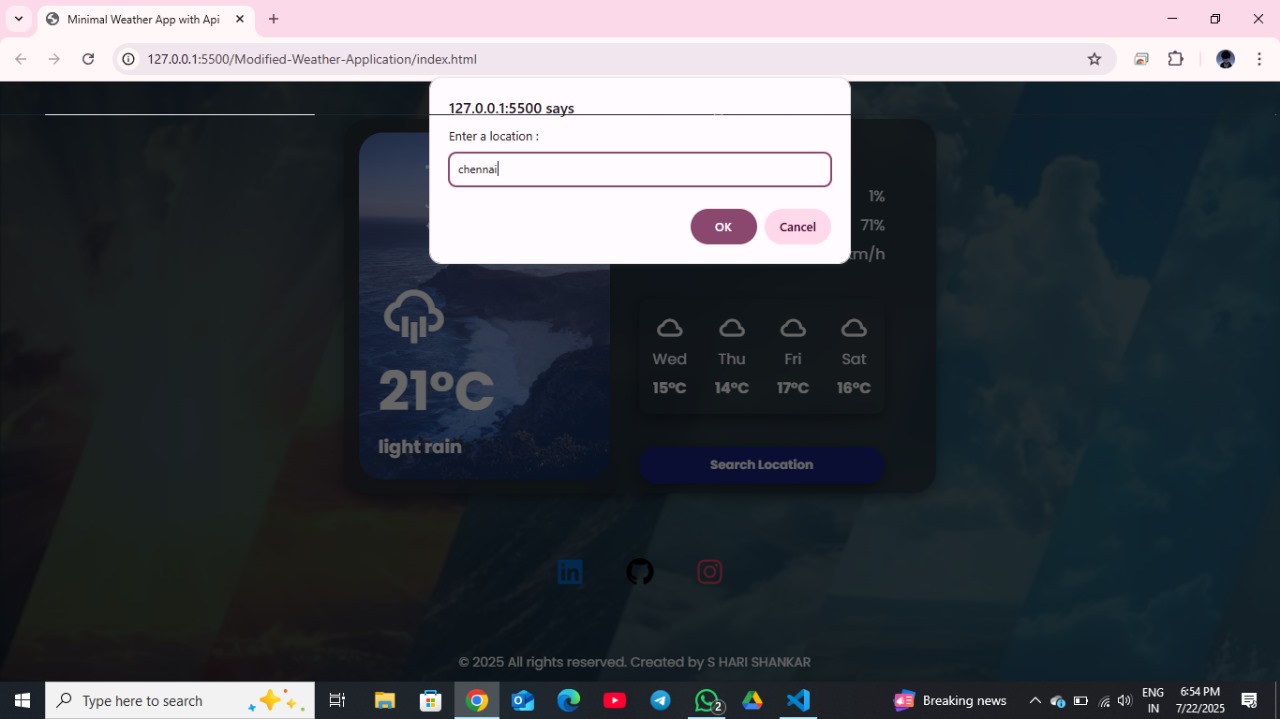 Minimal Weather App with Api
127.0.0.1:5500/Modified-Weather-Application/index.html
127.0.0.1:5500 says
Enter a location :
chennai
OK Cancel
1%
71%
km/h
21°C
light rain
Wed Thu Fri Sat
15°C 14°C 17°C 16°C
Search Location
in
© 2025 All rights reserved. Created by S HARI SHANKAR
Type here to search
2
Breaking news
ENG
IN
6:54 PM
7/22/2025